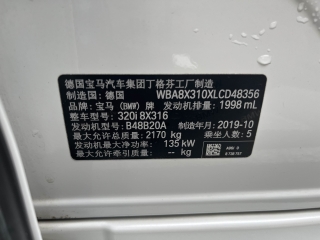 德国宝马汽车集团丁格芬工厂制造
制造国：德国 WBA8X310XLCD48356
品牌：宝马（BMW）牌 发动机排量：1998 mL
整车型号：320i 8X316
发动机型号：B48B20A 制造年月：2019-10
最大允许总质量：2170 kg 乘坐人数：5
发动机最大净功率：135 kW
最大允许牵引质量：-- kg